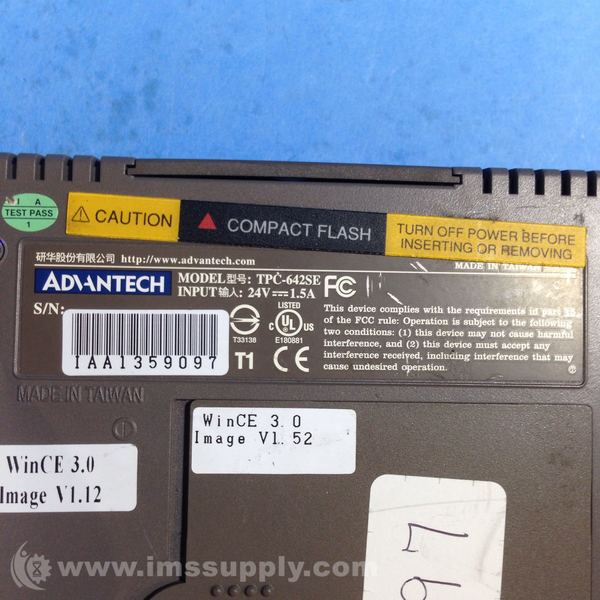 I A
TEST PASS
1
⚠ CAUTION
COMPACT FLASH
TURN OFF POWER BEFORE
INSERTING OR REMOVING
研华股份有限公司 http://www.advantech.com
MADE IN TAIWAN
ADVANTECH
MODEL型号: TPC-642SE
INPUT输入: 24V 1.5A
FC
S/N:
IAA1359097
T33138
T1
LISTED
C UL US
E180881
CE
This device complies with the requirements id part 15
of the FCC rule: Operation is subject to the following
two conditions: (1) this device may not cause harmful
interference, and (2) this device must accept any
interference received, including interference that may
cause undesired operation.
MADE IN TAIWAN
WinCE 3.0
Image V1.52
WinCE 3.0
Image V1.12
97
www.imssupply.com